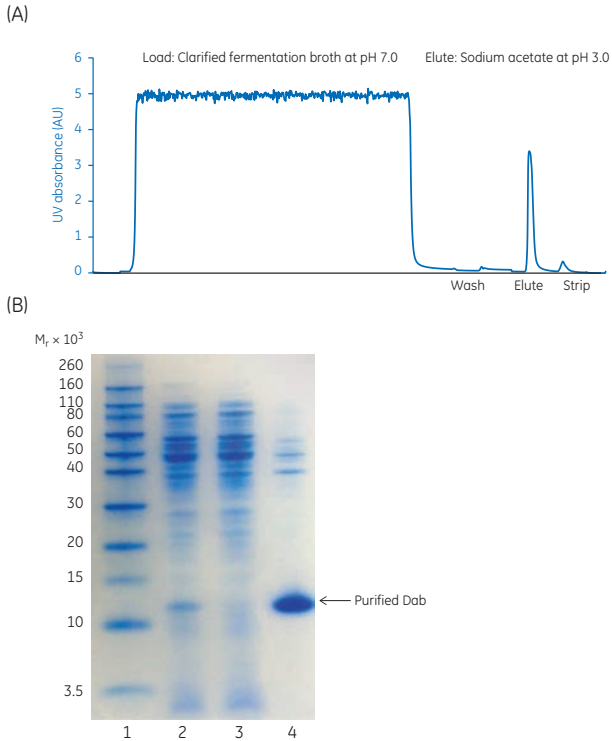 (A)
Load: Clarified fermentation broth at pH 7.0
Elute: Sodium acetate at pH 3.0
UV absorbance (AU)
6
5
4
3
2
1
0
Wash
Elute
Strip
(B)
Mᵣ × 10³
260
160
110
80
60
50
40
30
20
15
10
3.5
Purified Dab
1
2
3
4